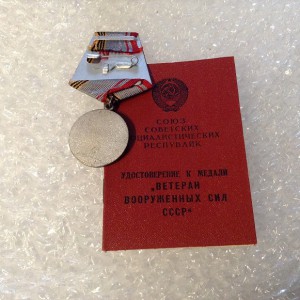 СОЮЗ
СОВЕТСКИХ
СОЦИАЛИСТИЧЕСКИХ
РЕСПУБЛИК
УДОСТОВЕРЕНИЕ К МЕДАЛИ
„ВЕТЕРАН
ВООРУЖЕННЫХ СИЛ
СССР“